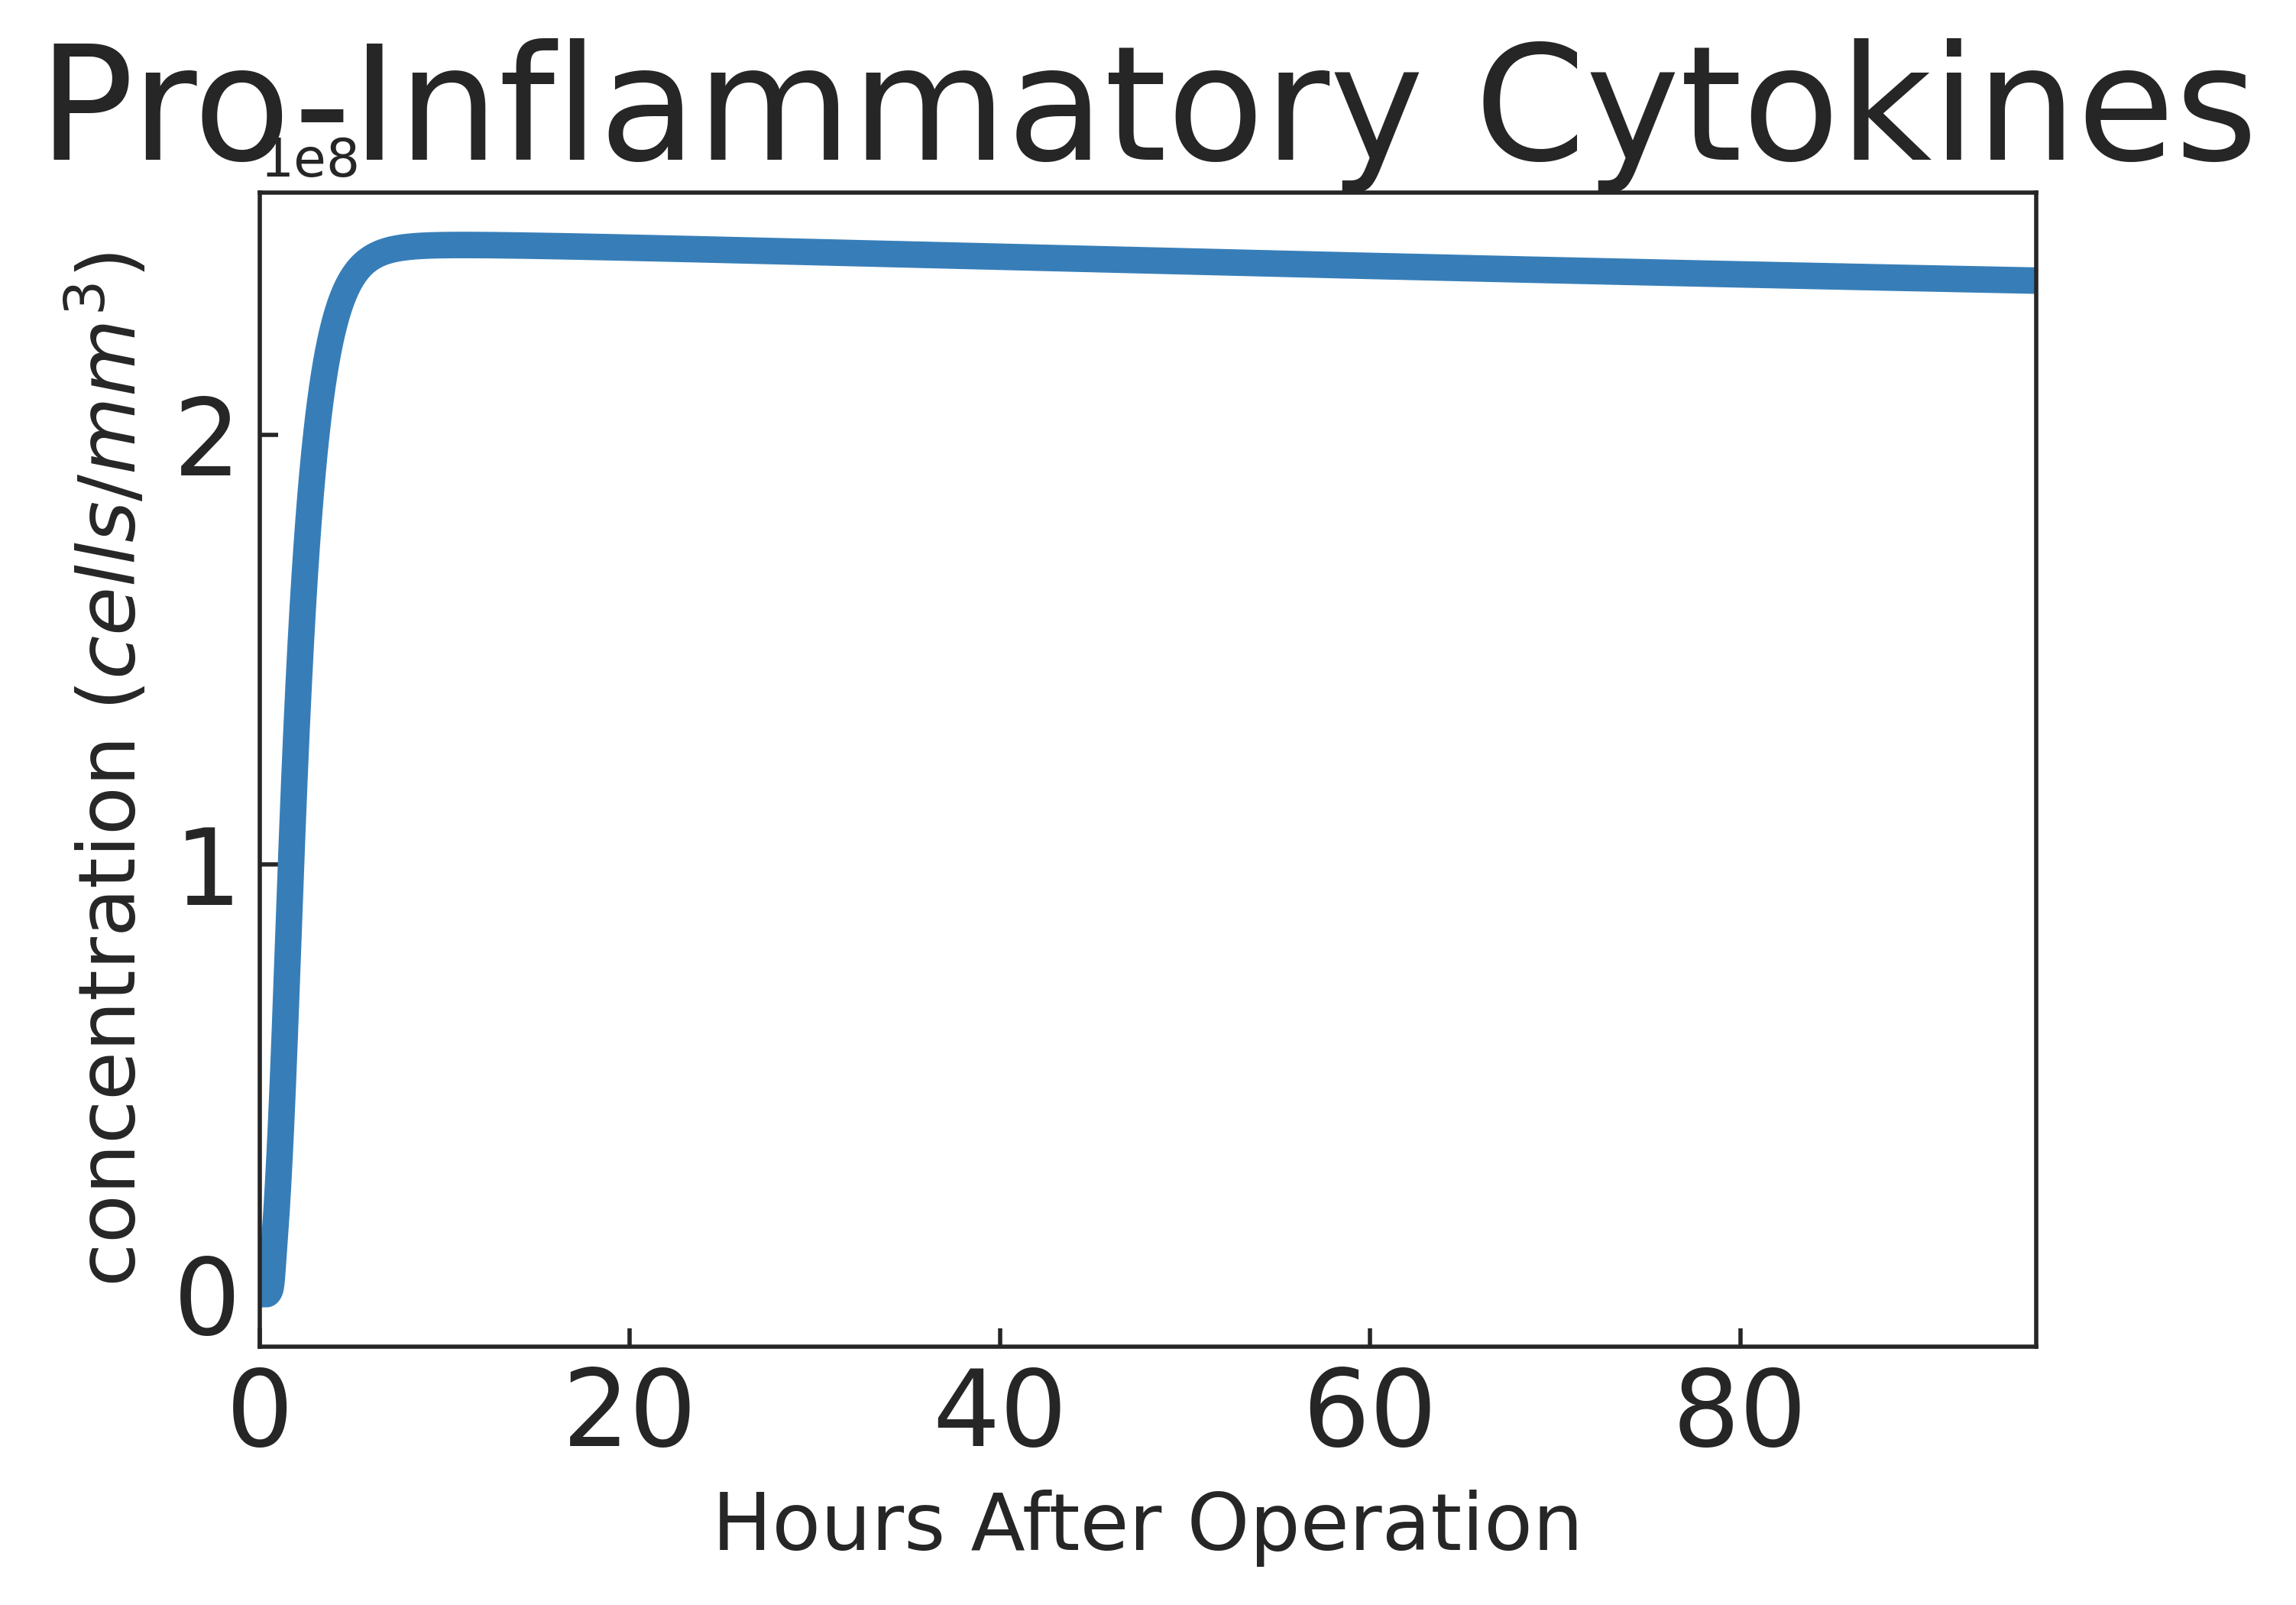 Pro-Inflammatory Cytokines
1e8
concentration (cells/mm³)
2
1
0
0 20 40 60 80
Hours After Operation